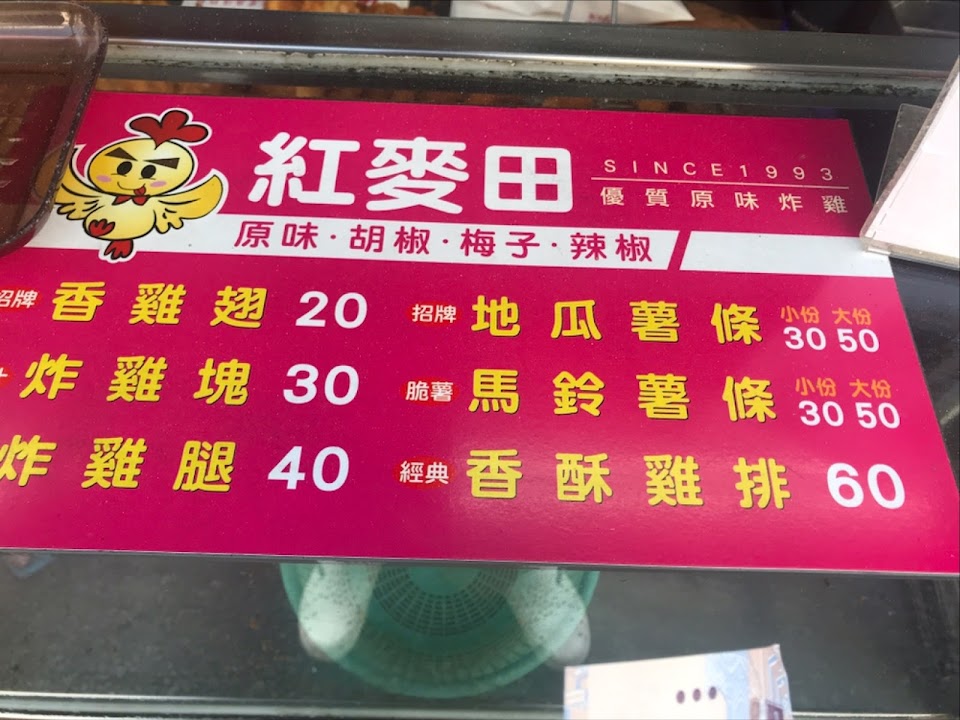 紅麥田
SINCE1993
優質原味炸雞
原味·胡椒·梅子·辣椒
招牌 香雞翅 20
炸雞塊 30
炸雞腿 40
招牌 地瓜薯條 小份 30 大份 50
脆薯 馬鈴薯條 小份 30 大份 50
經典 香酥雞排 60